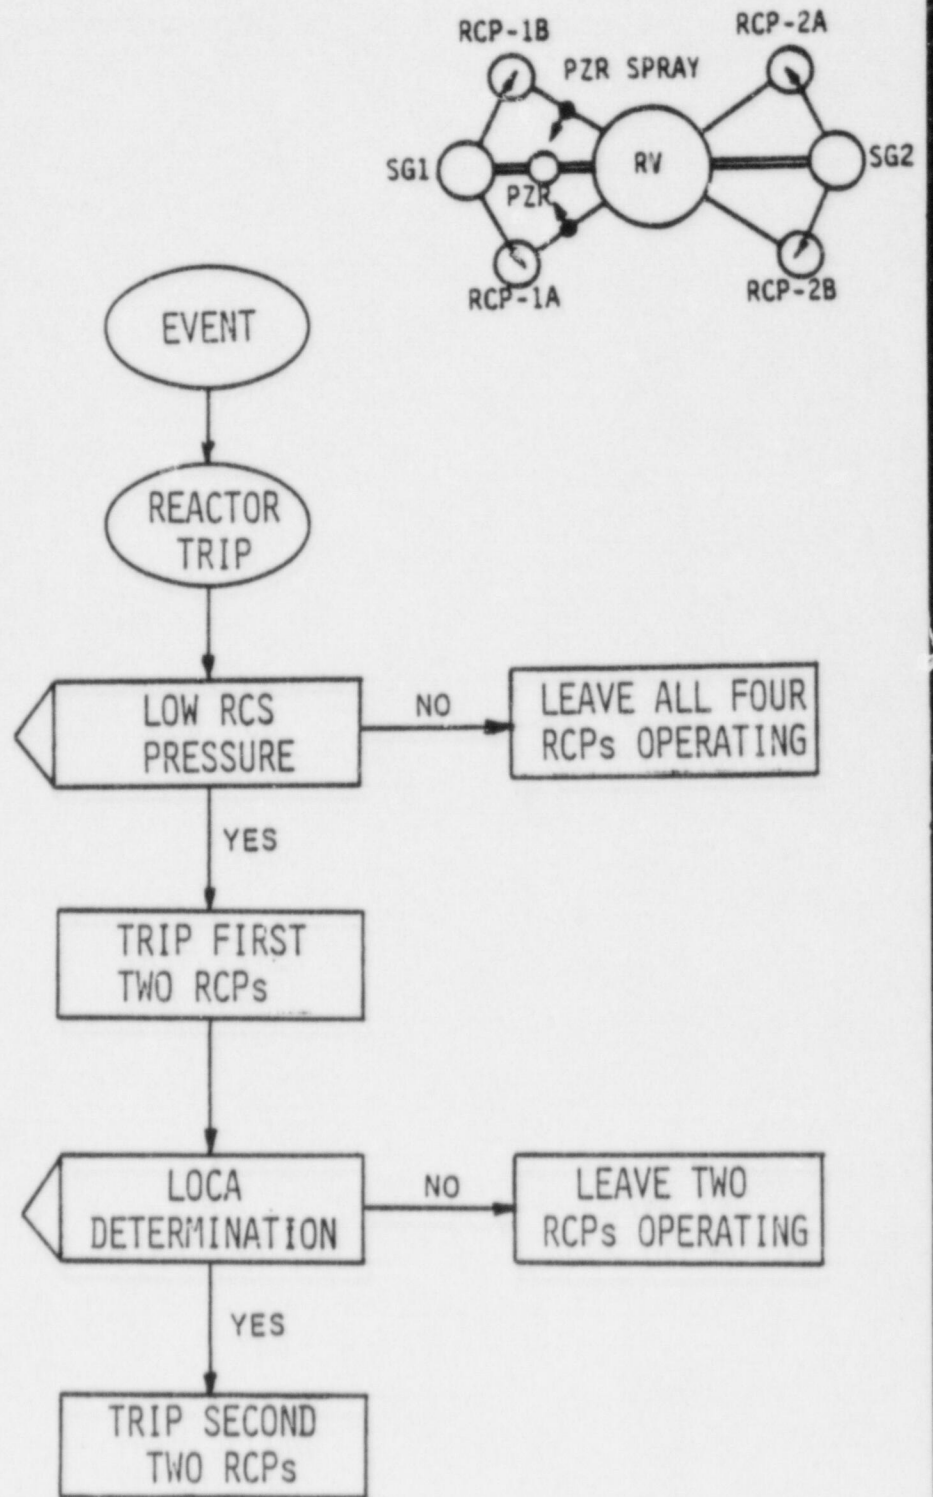 RCP-1B
RCP-2A
PZR SPRAY
SG1
RV
SG2
PZR
RCP-1A
RCP-2B
EVENT
REACTOR
TRIP
LOW RCS
PRESSURE
NO
LEAVE ALL FOUR
RCPs OPERATING
YES
TRIP FIRST
TWO RCPs
LOCA
DETERMINATION
NO
LEAVE TWO
RCPs OPERATING
YES
TRIP SECOND
TWO RCPs